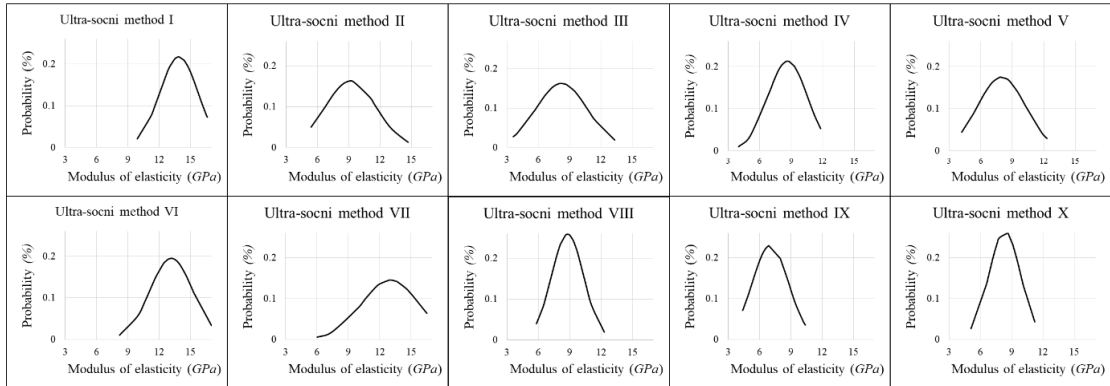 Ultra-socni method I
Probability (%)
0.2
0.1
0
3 6 9 12 15
Modulus of elasticity (GPa)
Ultra-socni method II
Probability (%)
0.2
0.1
0
3 6 9 12 15
Modulus of elasticity (GPa)
Ultra-socni method III
Probability (%)
0.2
0.1
0
3 6 9 12 15
Modulus of elasticity (GPa)
Ultra-socni method IV
Probability (%)
0.2
0.1
0
3 6 9 12 15
Modulus of elasticity (GPa)
Ultra-socni method V
Probability (%)
0.2
0.1
0
3 6 9 12 15
Modulus of elasticity (GPa)
Ultra-socni method VI
Probability (%)
0.2
0.1
0
3 6 9 12 15
Modulus of elasticity (GPa)
Ultra-socni method VII
Probability (%)
0.2
0.1
0
3 6 9 12 15
Modulus of elasticity (GPa)
Ultra-socni method VIII
Probability (%)
0.2
0.1
0
3 6 9 12 15
Modulus of elasticity (GPa)
Ultra-socni method IX
Probability (%)
0.2
0.1
0
3 6 9 12 15
Modulus of elasticity (GPa)
Ultra-socni method X
Probability (%)
0.2
0.1
0
3 6 9 12 15
Modulus of elasticity (GPa)